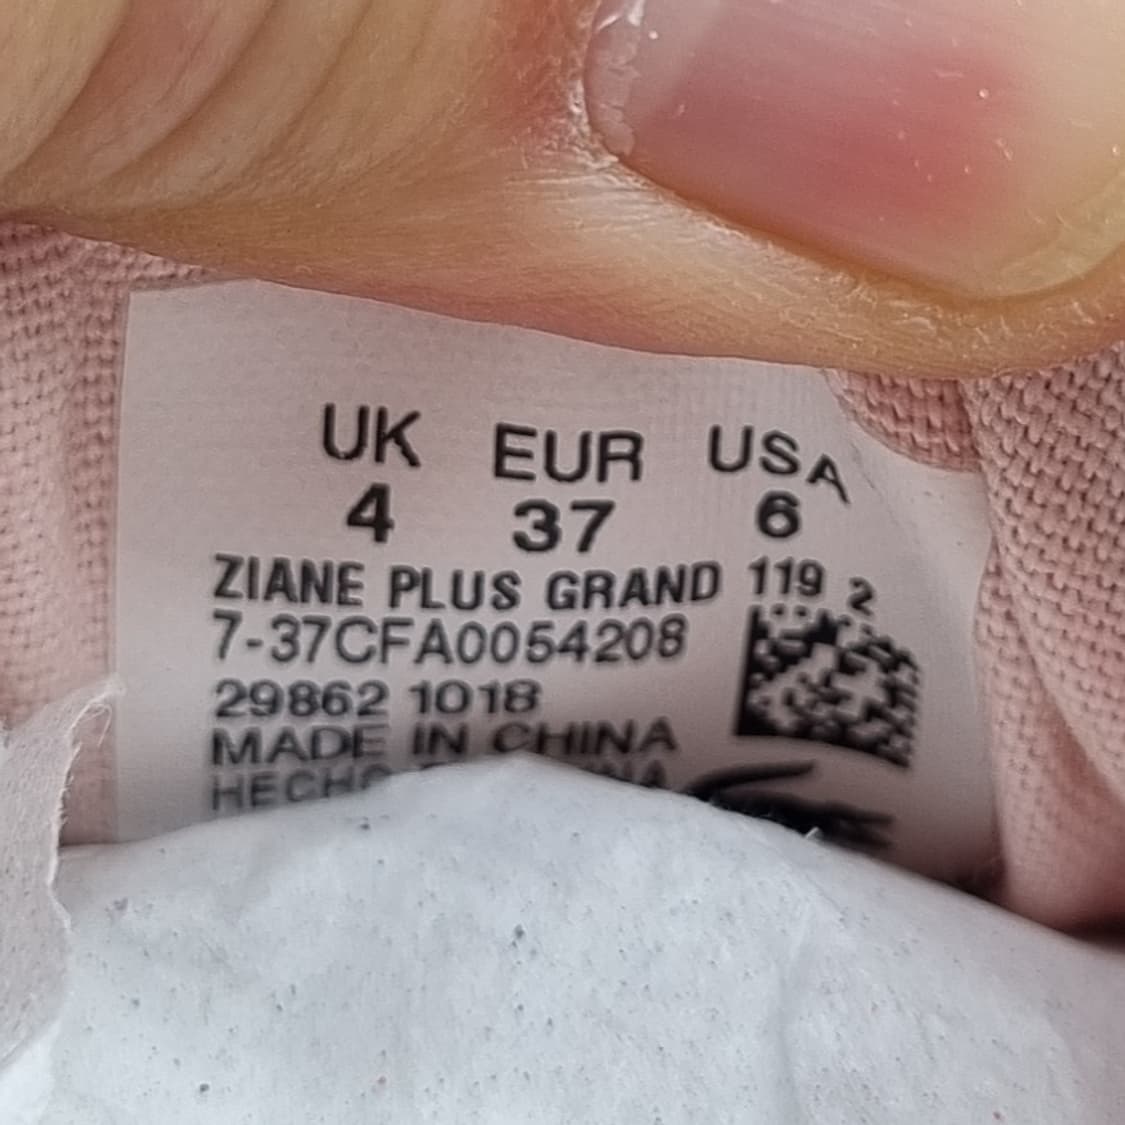 UK EUR USA
4 37 6
ZIANE PLUS GRAND 119 2
7-37CFA0054208
29862 1018
MADE IN CHINA